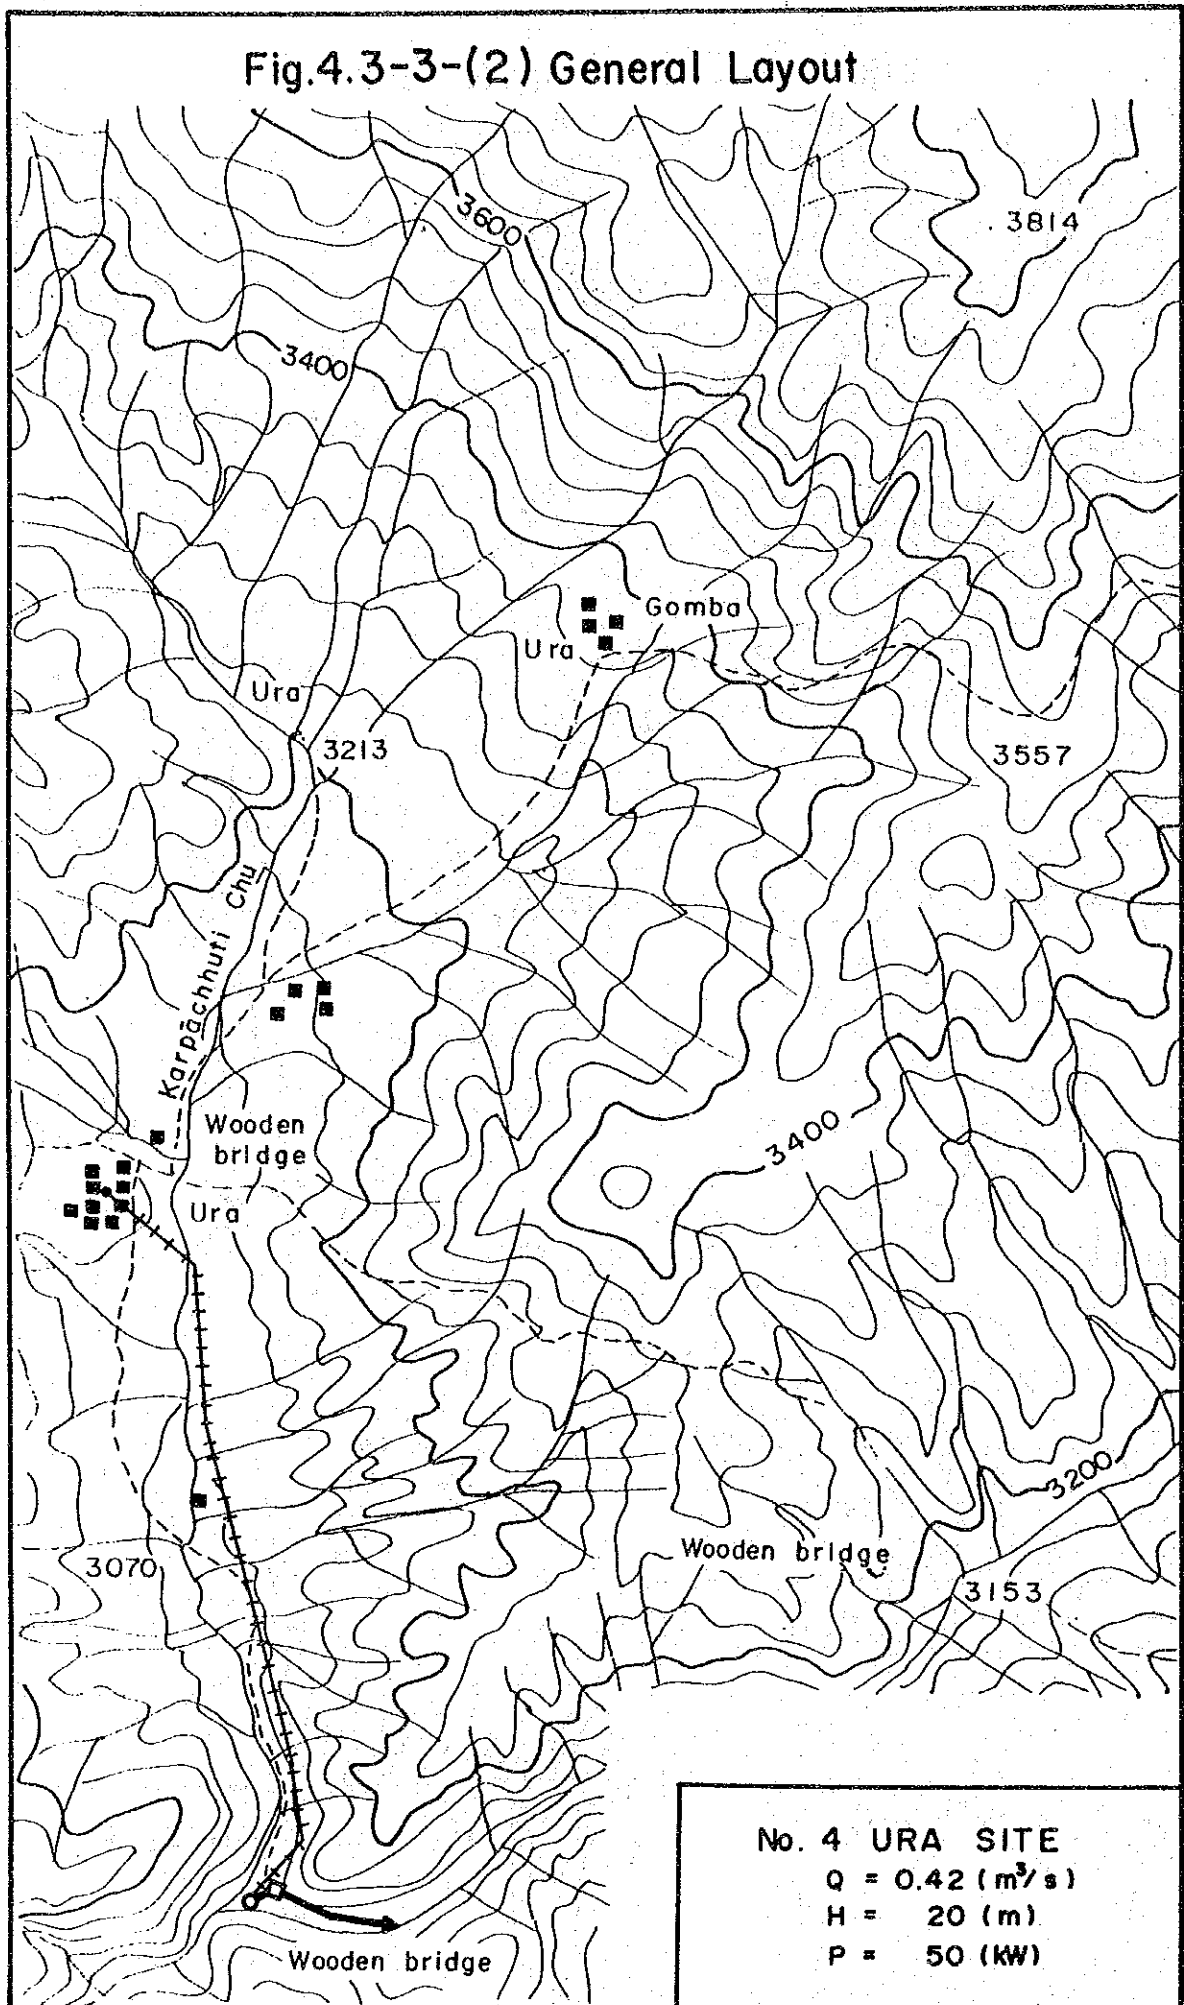 Fig.4.3-3-(2) General Layout
3600
3814
3400
Gomba
Ura
Ura
3213
3557
Karpachhuti Chu
Wooden
bridge
3400
Ura
3200
Wooden bridge
3070
3153
No. 4 URA SITE
Q = 0.42 (m³/s)
H = 20 (m)
P = 50 (kW)
Wooden bridge